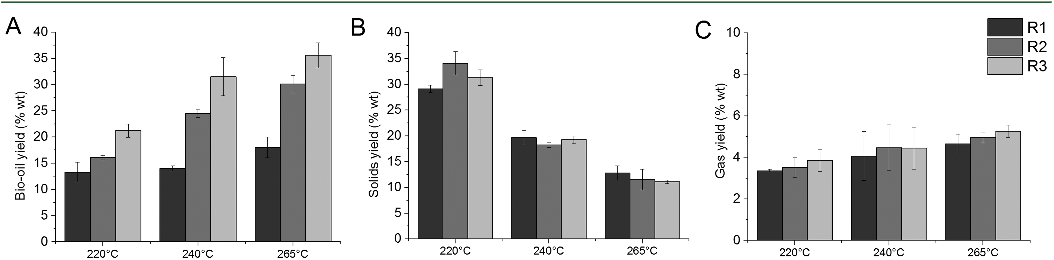 A
Bio-oil yield (% wt)
40
35
30
25
20
15
10
5
0
220°C 240°C 265°C
B
Solids yield (% wt)
40
35
30
25
20
15
10
5
0
220°C 240°C 265°C
C
Gas yield (% wt)
10
8
6
4
2
0
220°C 240°C 265°C
R1
R2
R3